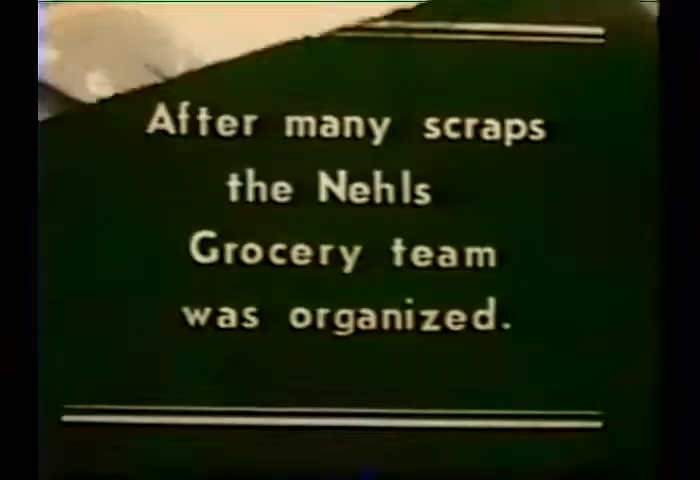 After many scraps
the Nehls
Grocery team
was organized.